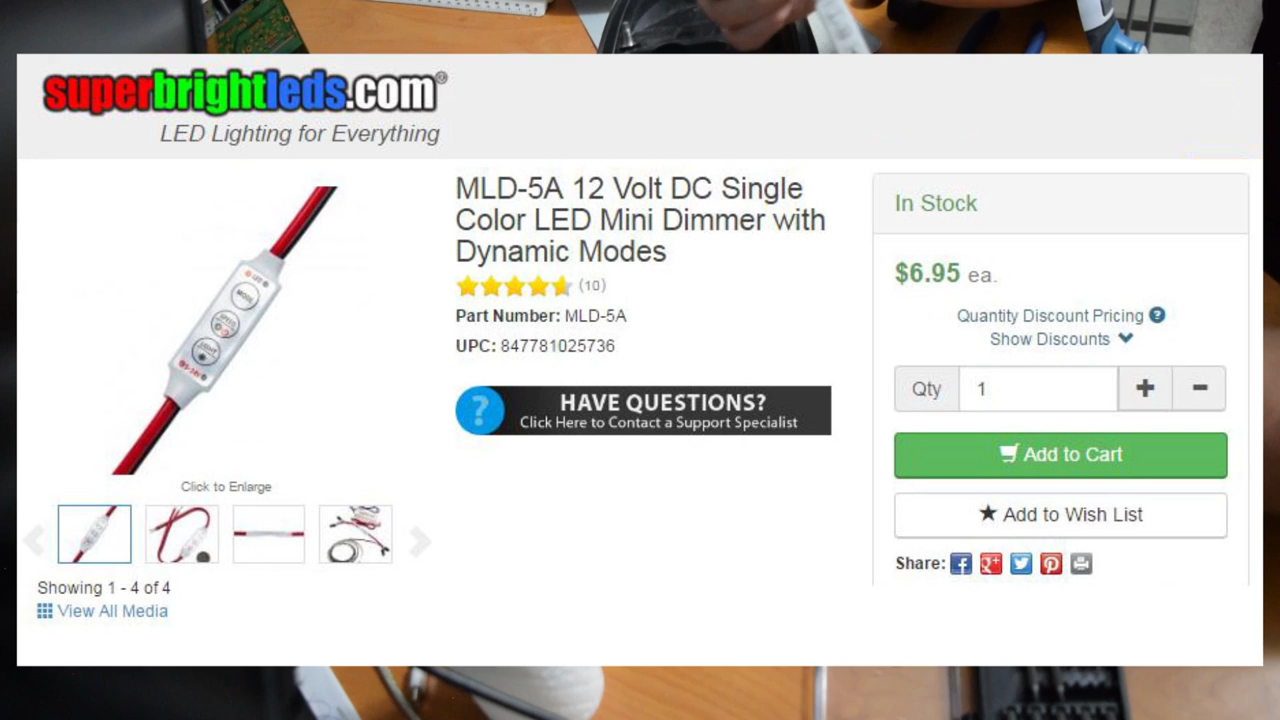 superbrightleds.com®
LED Lighting for Everything
MLD-5A 12 Volt DC Single
Color LED Mini Dimmer with
Dynamic Modes
(10)
Part Number: MLD-5A
UPC: 847781025736
? HAVE QUESTIONS?
Click Here to Contact a Support Specialist
MODE
SPEED
Click to Enlarge
Showing 1 - 4 of 4
View All Media
In Stock
$6.95 ea.
Quantity Discount Pricing ?
Show Discounts
Qty 1 + -
Add to Cart
Add to Wish List
Share: